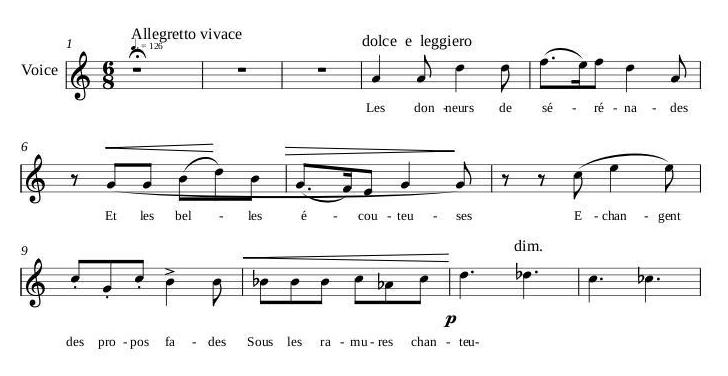 Allegretto vivace
♩. = 126
1
dolce e leggiero
Voice
6 8
Les don -neurs de sé - ré - na - des
6
Et les bel - les é - cou - teu - ses E - chan - gent
9
dim.
p
des pro - pos fa - des Sous les ra - mu - res chan - teu-